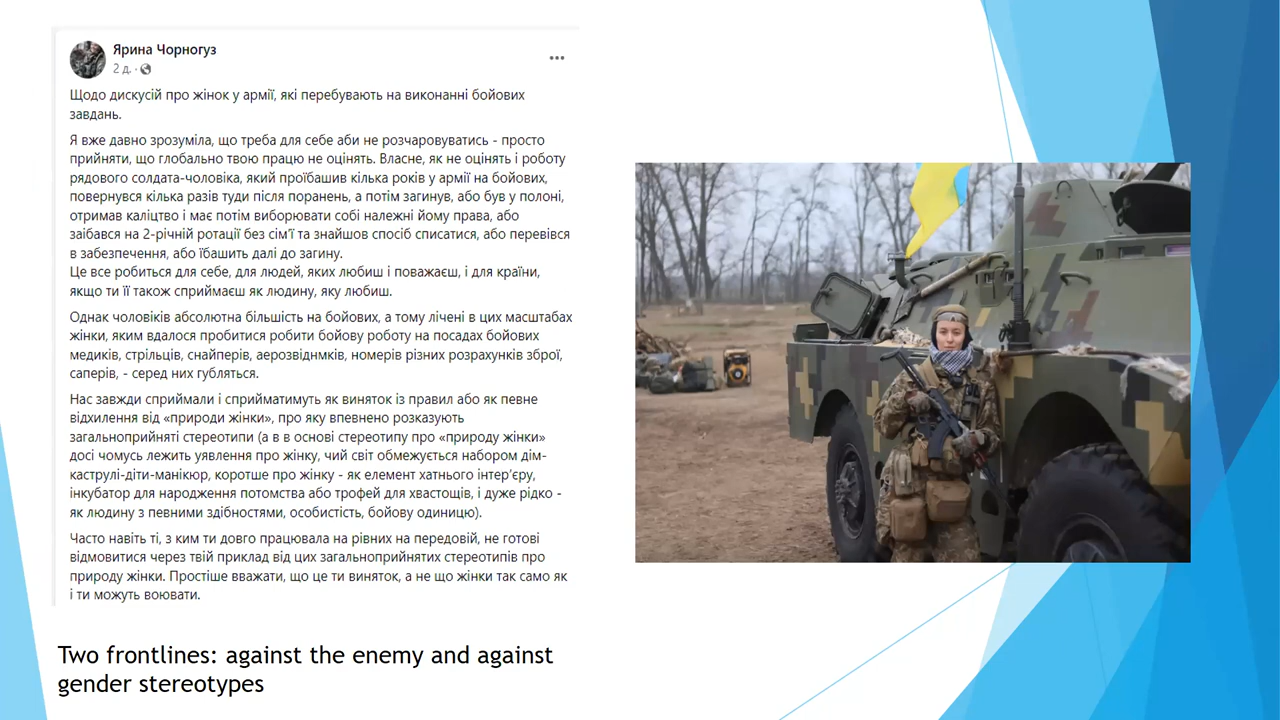 Ярина Чорногуз
2 д. ·
Щодо дискусій про жінок у армії, які перебувають на виконанні бойових
завдань.
Я вже давно зрозуміла, що треба для себе аби не розчаровуватись - просто
прийняти, що глобально твою працю не оцінять. Власне, як не оцінять і роботу
рядового солдата-чоловіка, який проїбашив кілька років у армії на бойових,
повернувся кілька разів туди після поранень, а потім загинув, або був у полоні,
отримав каліцтво і має потім виборювати собі належні йому права, або
заїбався на 2-річній ротації без сім’ї та знайшов спосіб списатися, або перевівся
в забезпечення, або їбашить далі до загину.
Це все робиться для себе, для людей, яких любиш і поважаєш, і для країни,
якщо ти її також сприймаєш як людину, яку любиш.
Однак чоловіків абсолютна більшість на бойових, а тому лічені в цих масштабах
жінки, яким вдалося пробитися робити бойову роботу на посадах бойових
медиків, стрільців, снайперів, аерозвіднмків, номерів різних розрахунків зброї,
саперів, - серед них губляться.
Нас завжди сприймали і сприйматимуть як виняток із правил або як певне
відхилення від «природи жінки», про яку впевнено розказують
загальноприйняті стереотипи (а в в основі стереотипу про «природу жінки»
досі чомусь лежить уявлення про жінку, чий світ обмежується набором дім-
каструлі-діти-манікюр, коротше про жінку - як елемент хатнього інтер’єру,
інкубатор для народження потомства або трофей для хвастощів, і дуже рідко -
як людину з певними здібностями, особистість, бойову одиницю).
Часто навіть ті, з ким ти довго працювала на рівних на передовій, не готові
відмовитися через твій приклад від цих загальноприйнятих стереотипів про
природу жінки. Простіше вважати, що це ти виняток, а не що жінки так само як
і ти можуть воювати.
Two frontlines: against the enemy and against
gender stereotypes